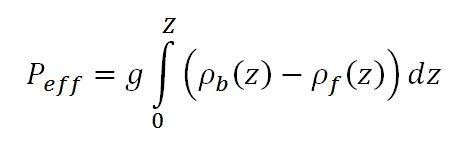 P_eff = g ∫_0^Z (ρ_b(z) − ρ_f(z)) dz